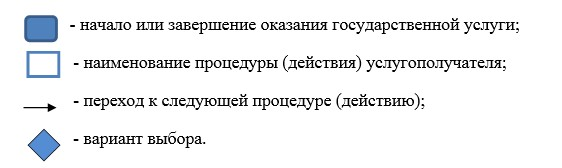 - начало или завершение оказания государственной услуги;
- наименование процедуры (действия) услугополучателя;
- переход к следующей процедуре (действию);
- вариант выбора.